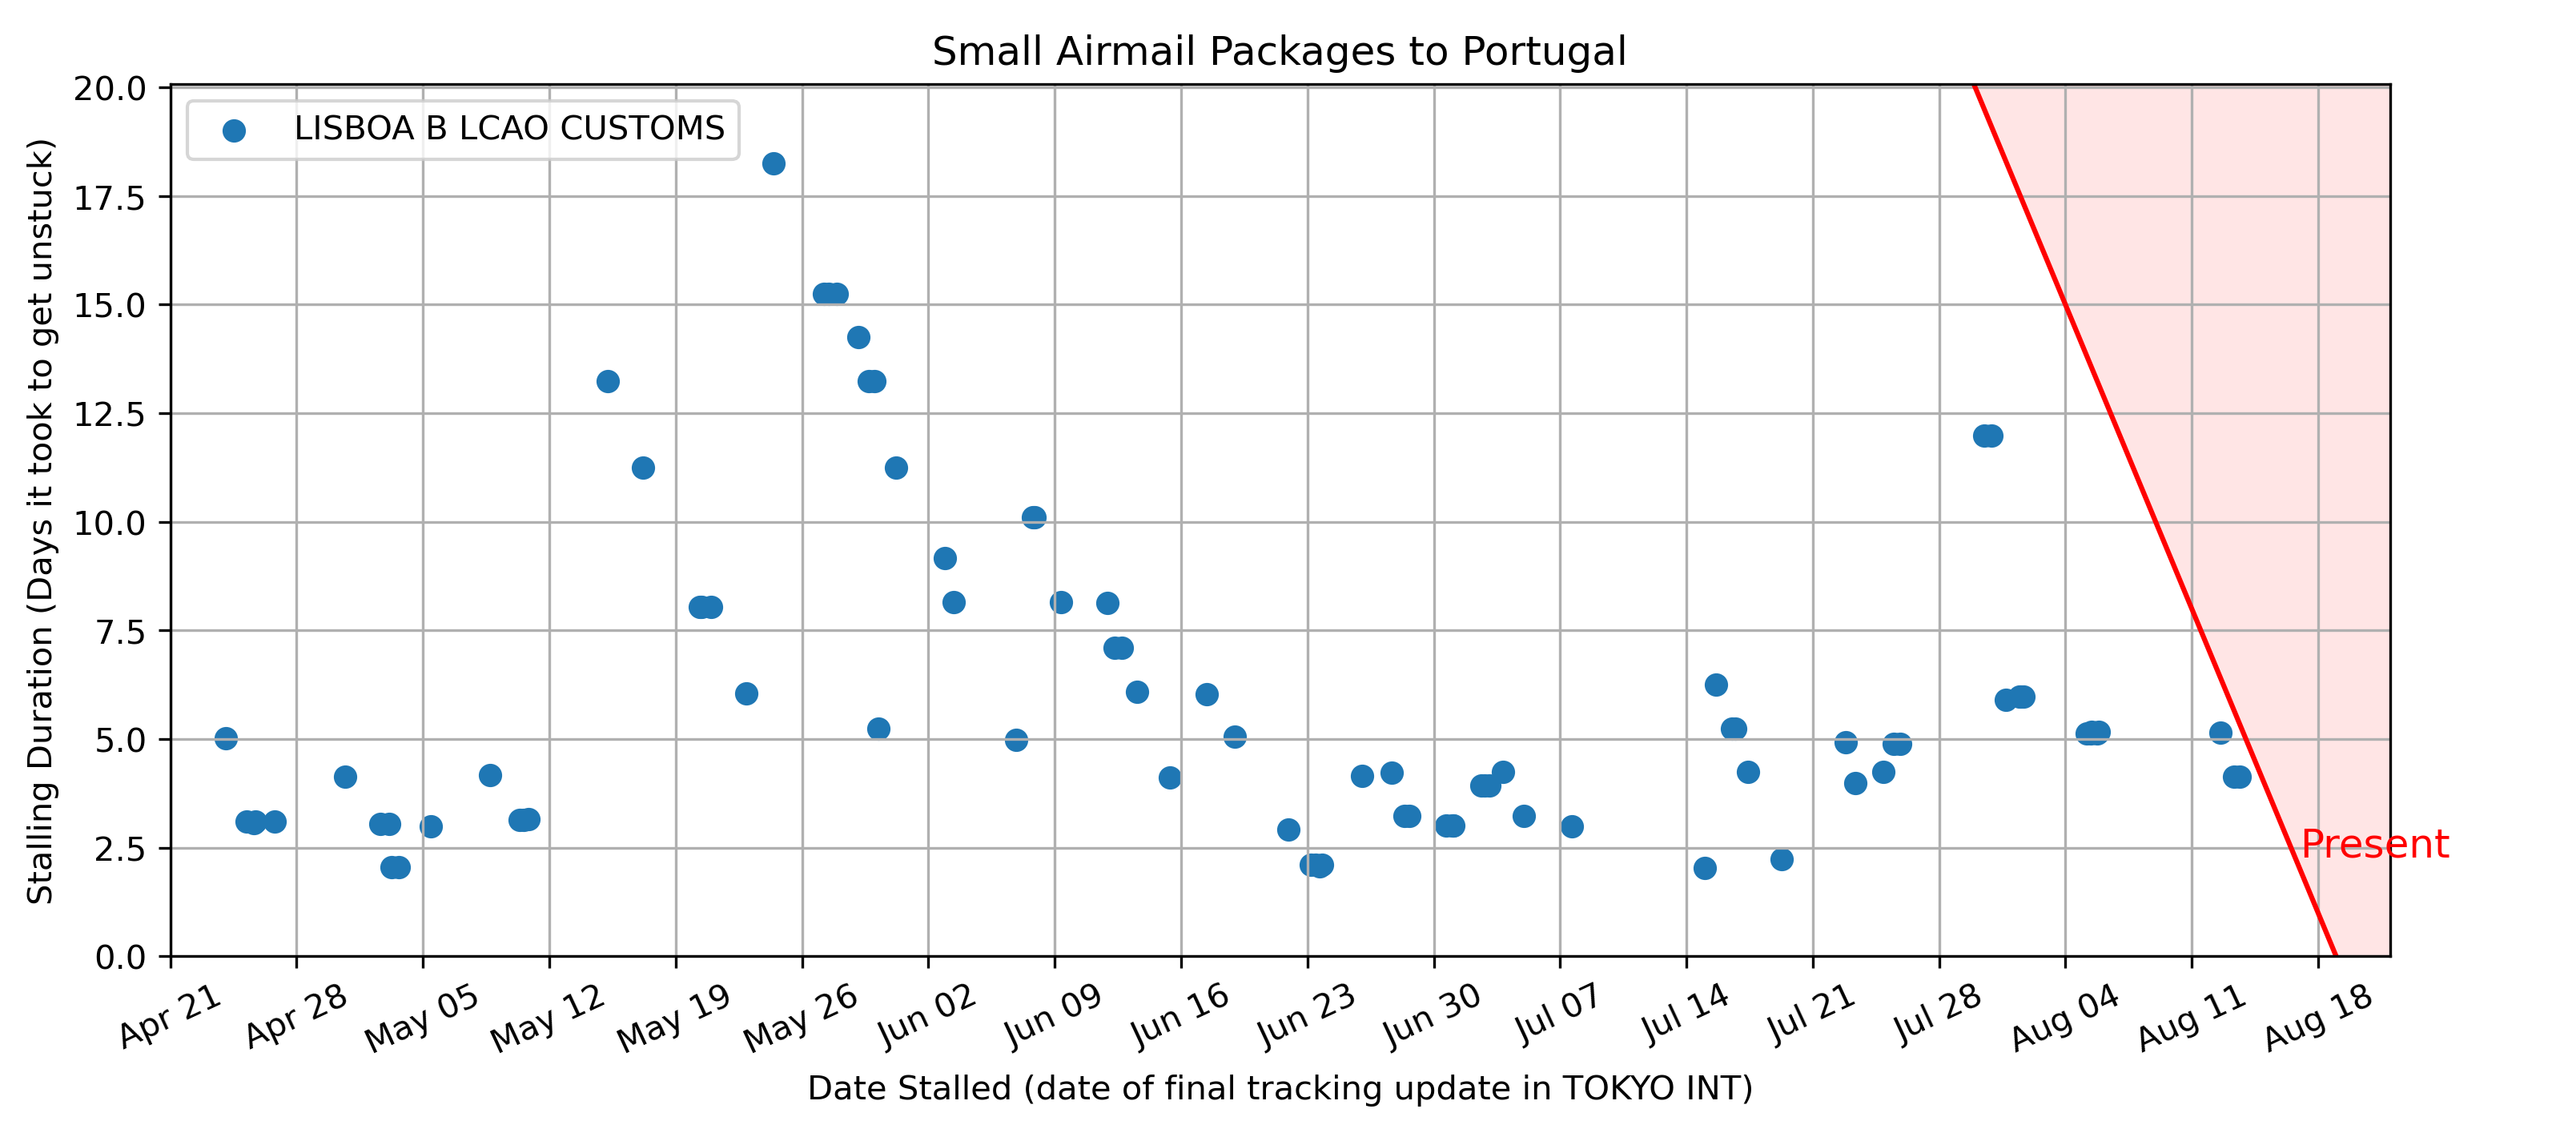 Small Airmail Packages to Portugal
LISBOA B LCAO CUSTOMS
Stalling Duration (Days it took to get unstuck)
20.0
17.5
15.0
12.5
10.0
7.5
5.0
2.5
0.0
Present
Apr 21
Apr 28
May 05
May 12
May 19
May 26
Jun 02
Jun 09
Jun 16
Jun 23
Jun 30
Jul 07
Jul 14
Jul 21
Jul 28
Aug 04
Aug 11
Aug 18
Date Stalled (date of final tracking update in TOKYO INT)